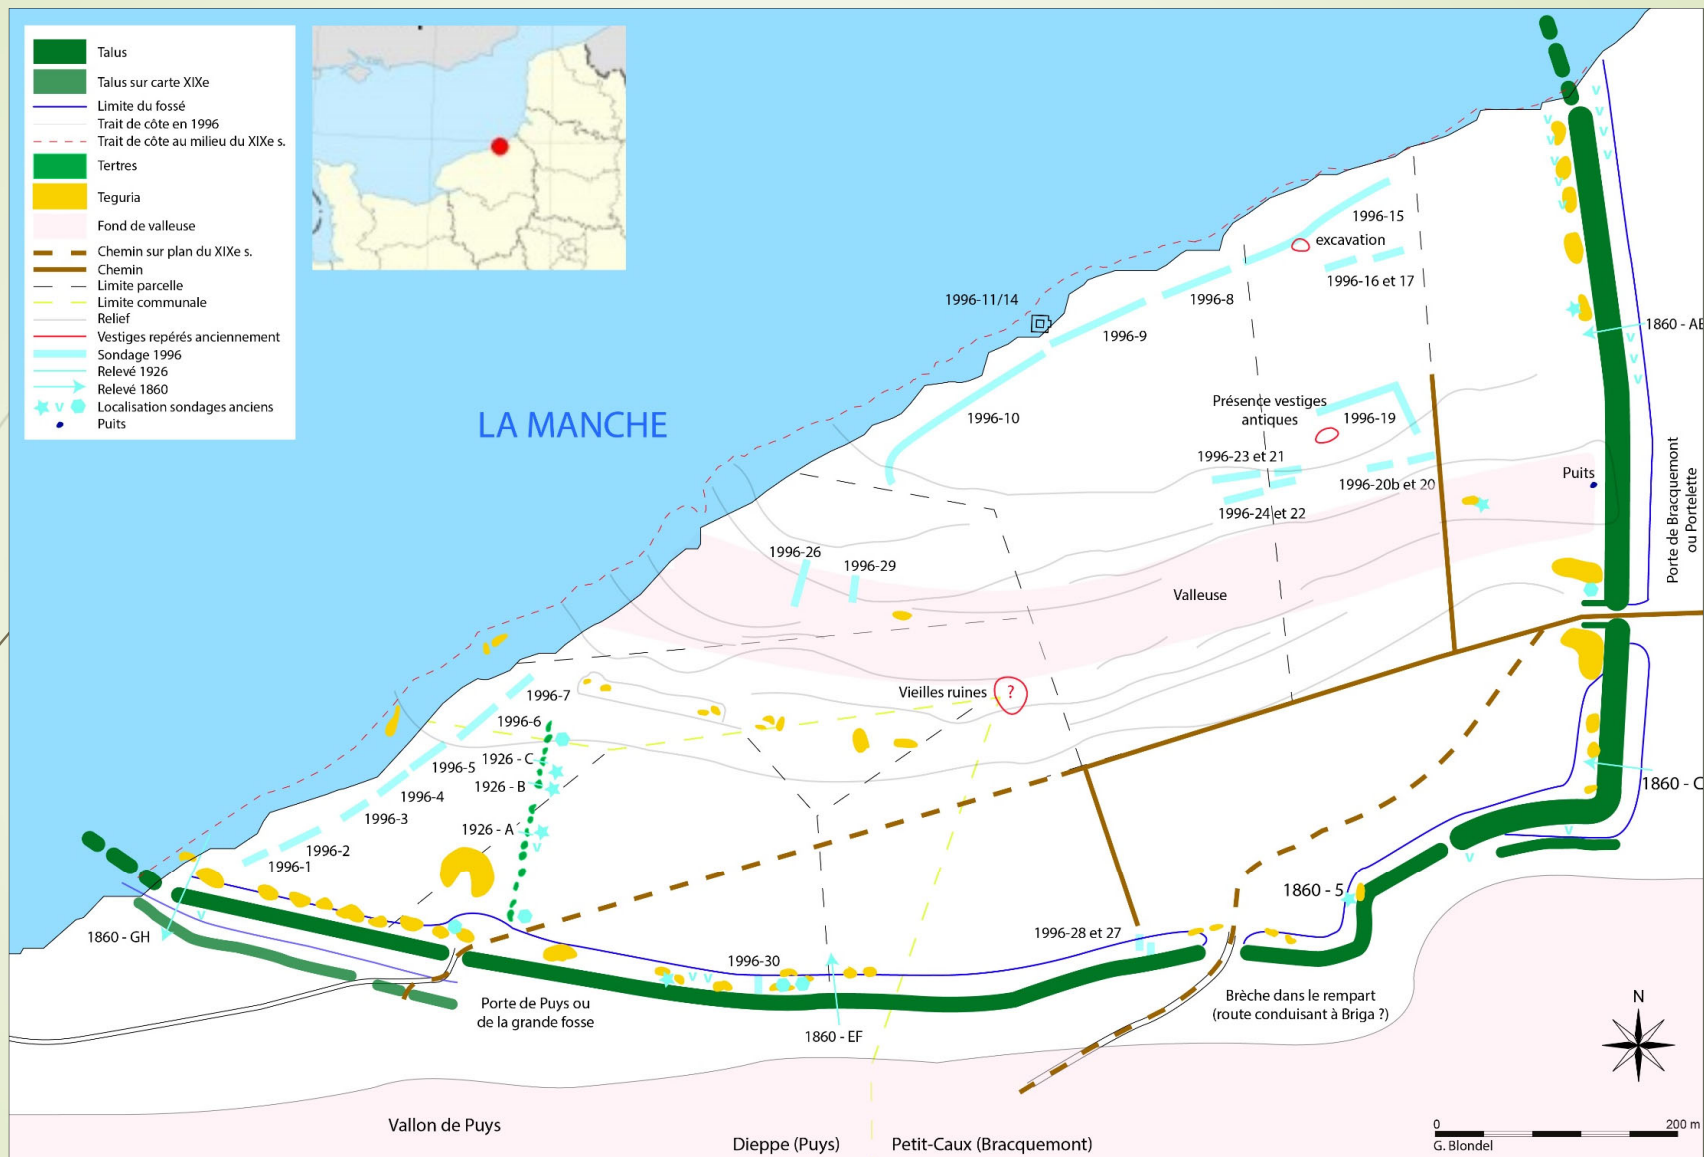 Talus
Talus sur carte XIXe
Limite du fossé
Trait de côte en 1996
Trait de côte au milieu du XIXe s.
Tertres
Teguria
Fond de valleuse
Chemin sur plan du XIXe s.
Chemin
Limite parcelle
Limite communale
Relief
Vestiges repérés anciennement
Sondage 1996
Relevé 1926
Relevé 1860
Localisation sondages anciens
Puits
LA MANCHE
1996-15
excavation
1996-16 et 17
1996-11/14
1996-8
1996-9
1996-10
1860 - AB
Présence vestiges
antiques
1996-19
1996-23 et 21
1996-20b et 20
1996-24 et 22
Puits
Porte de Bracquemont
ou Portelette
1996-26
1996-29
Valleuse
Vieilles ruines
?
1996-7
1996-6
1996-5
1926 - C
1926 - B
1996-4
1996-3
1926 - A
1996-2
1996-1
1860 - C
1860 - 5
1860 - GH
1996-28 et 27
1996-30
Porte de Puys ou
de la grande fosse
Brèche dans le rempart
(route conduisant à Briga ?)
1860 - EF
N
Vallon de Puys
Dieppe (Puys)
Petit-Caux (Bracquemont)
0
200 m
G. Blondel